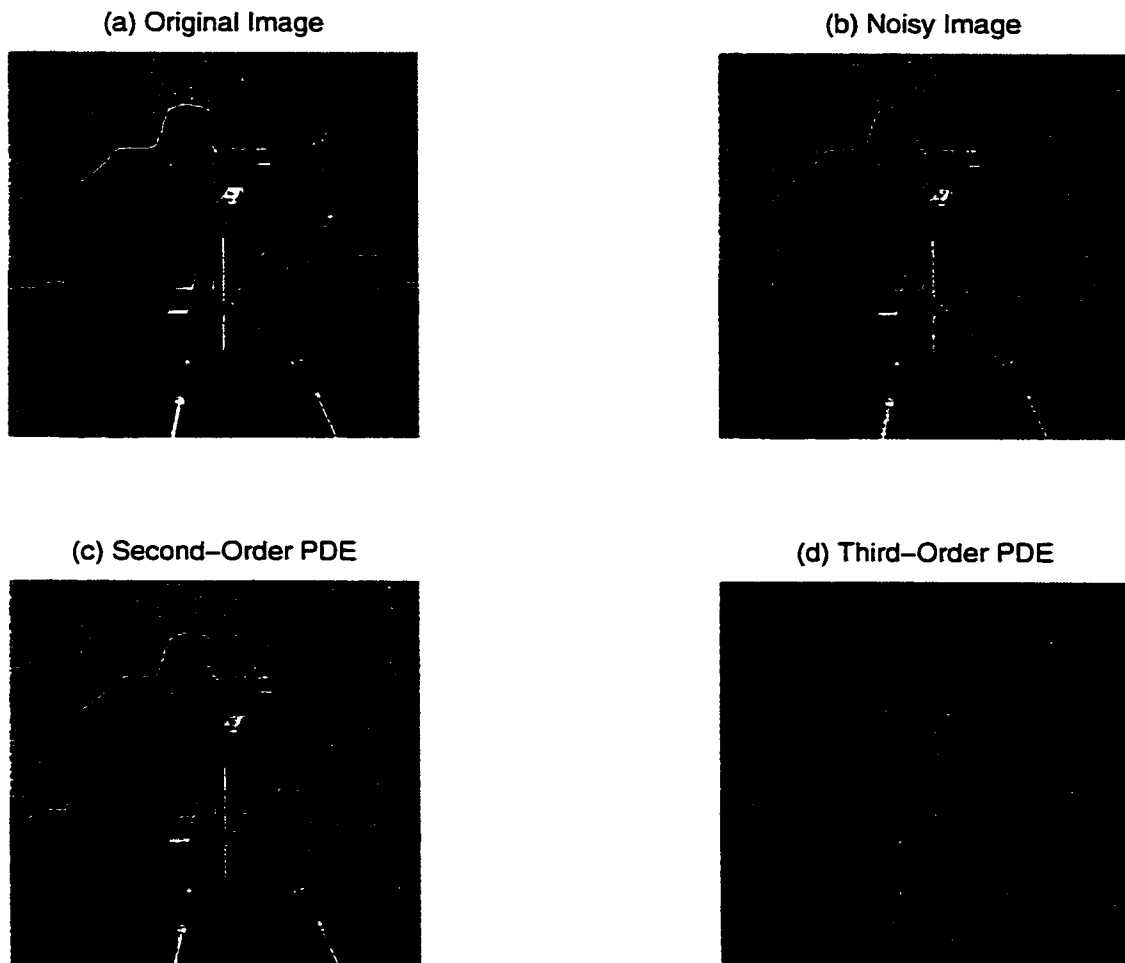 (a) Original Image
(b) Noisy Image
(c) Second–Order PDE
(d) Third–Order PDE